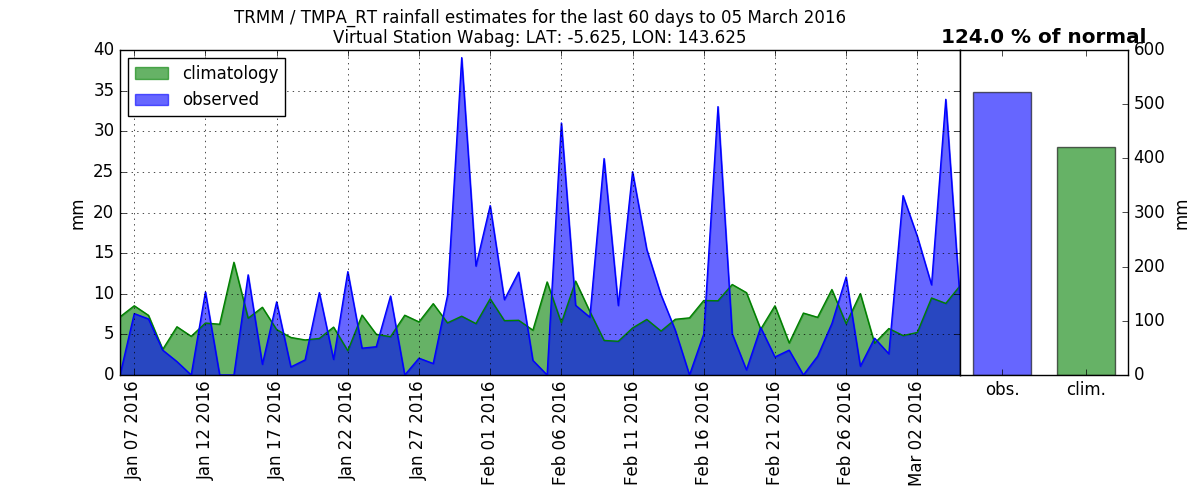 TRMM / TMPA_RT rainfall estimates for the last 60 days to 05 March 2016
Virtual Station Wabag: LAT: -5.625, LON: 143.625
124.0 % of normal
climatology
observed
40
35
30
25
20
15
10
5
0
mm
Jan 07 2016
Jan 12 2016
Jan 17 2016
Jan 22 2016
Jan 27 2016
Feb 01 2016
Feb 06 2016
Feb 11 2016
Feb 16 2016
Feb 21 2016
Feb 26 2016
Mar 02 2016
600
500
400
300
200
100
0
mm
obs.
clim.